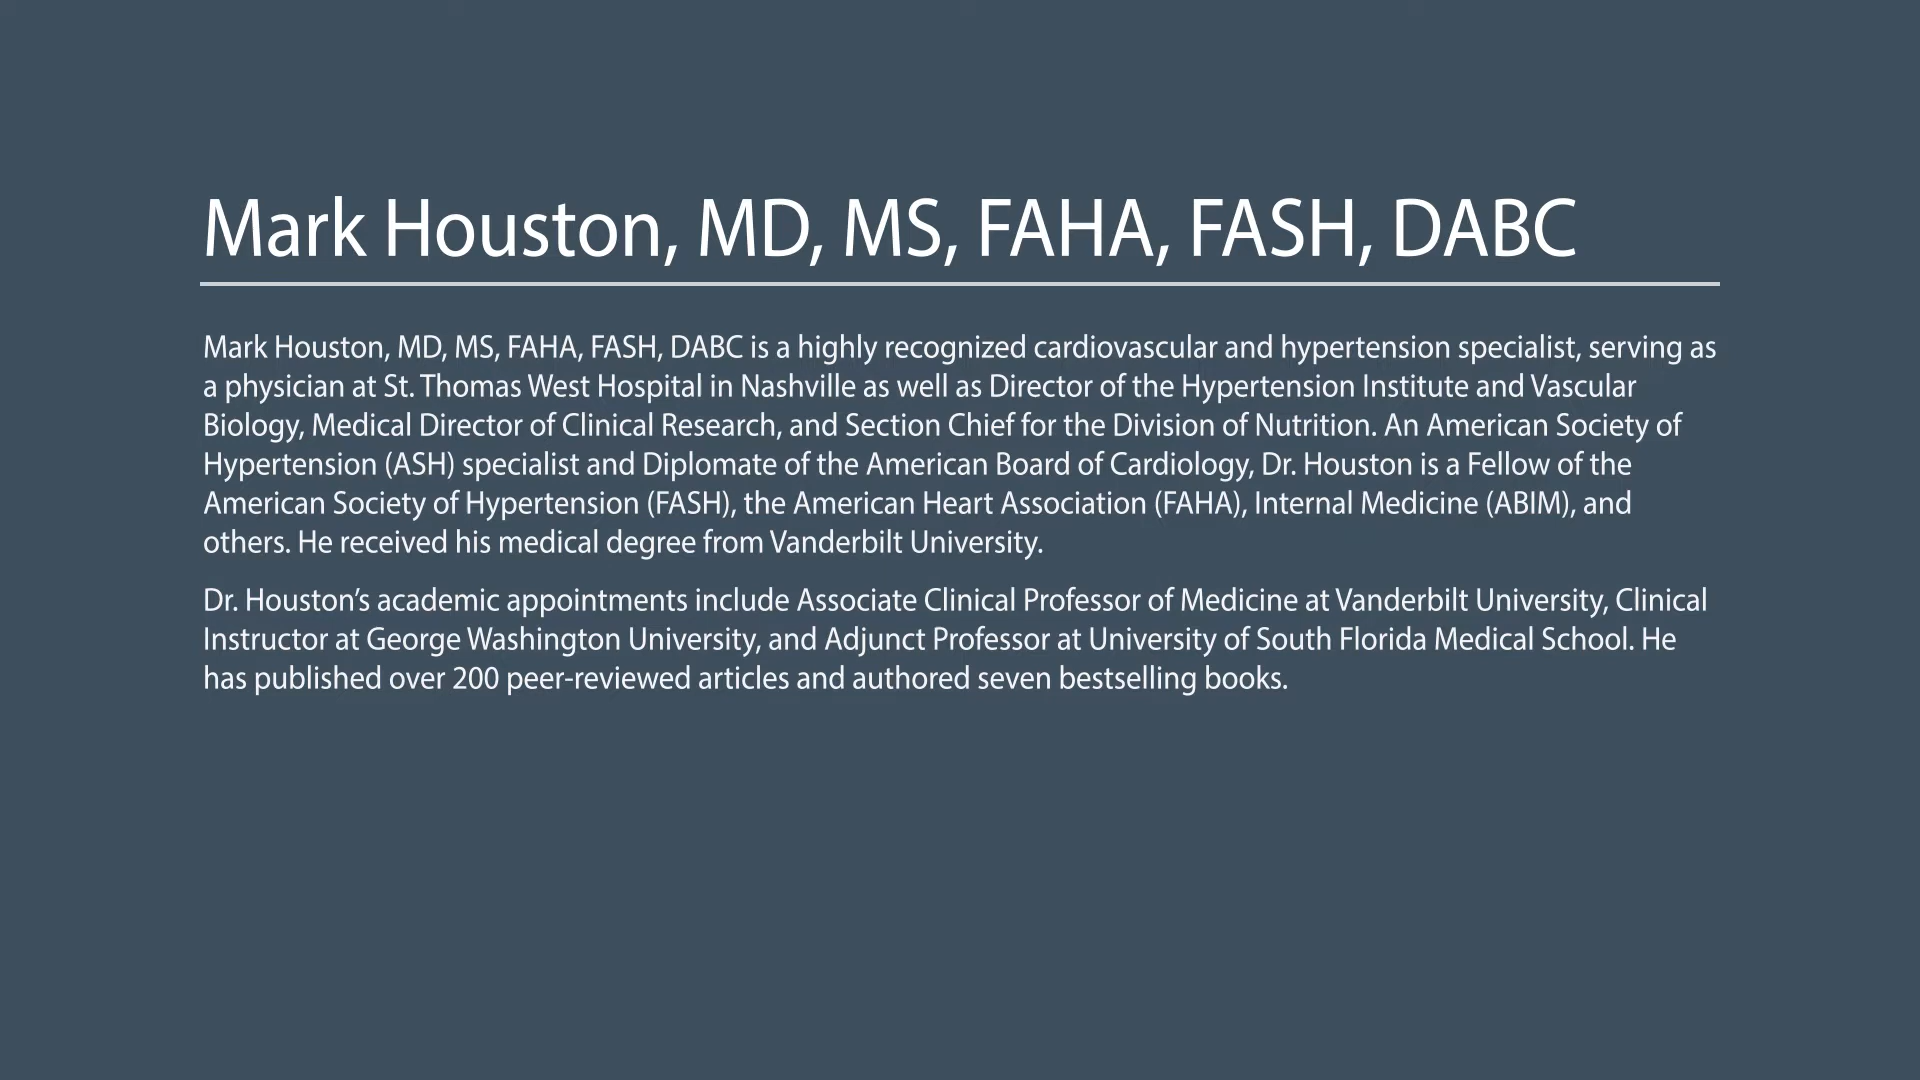 Mark Houston, MD, MS, FAHA, FASH, DABC
Mark Houston, MD, MS, FAHA, FASH, DABC is a highly recognized cardiovascular and hypertension specialist, serving as
a physician at St. Thomas West Hospital in Nashville as well as Director of the Hypertension Institute and Vascular
Biology, Medical Director of Clinical Research, and Section Chief for the Division of Nutrition. An American Society of
Hypertension (ASH) specialist and Diplomate of the American Board of Cardiology, Dr. Houston is a Fellow of the
American Society of Hypertension (FASH), the American Heart Association (FAHA), Internal Medicine (ABIM), and
others. He received his medical degree from Vanderbilt University.
Dr. Houston’s academic appointments include Associate Clinical Professor of Medicine at Vanderbilt University, Clinical
Instructor at George Washington University, and Adjunct Professor at University of South Florida Medical School. He
has published over 200 peer-reviewed articles and authored seven bestselling books.